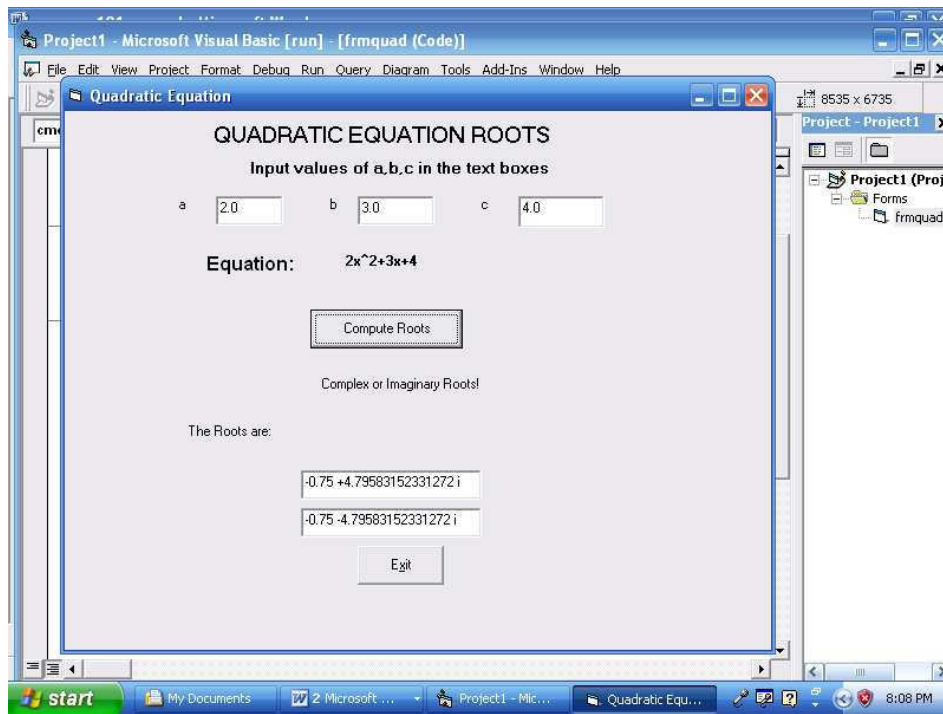 Project1 - Microsoft Visual Basic [run] - [frmquad (Code)]
File Edit View Project Format Debug Run Query Diagram Tools Add-Ins Window Help
Quadratic Equation
8535 x 6735
Project - Project1
QUADRATIC EQUATION ROOTS
Input values of a,b,c in the text boxes
a 2.0 b 3.0 c 4.0
Project1 (Proj
Forms
frmquad
Equation: 2x^2+3x+4
Compute Roots
Complex or Imaginary Roots!
The Roots are:
-0.75 +4.79583152331272 i
-0.75 -4.79583152331272 i
Exit
start My Documents 2 Microsoft ... Project1 - Mic... Quadratic Equ... 8:08 PM